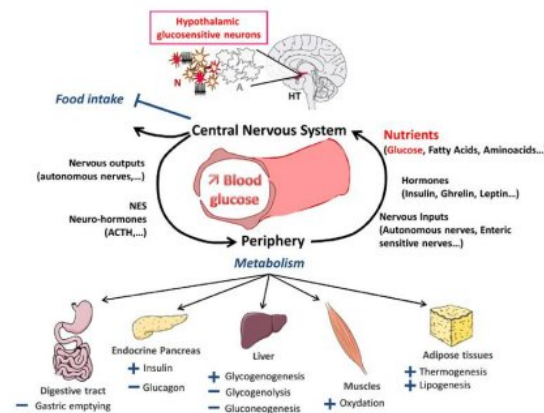 Hypothalamic
glucosensitive neurons
N
A
HT
Food intake
Central Nervous System
Nutrients
(Glucose, Fatty Acids, Aminoacids...)
Nervous outputs
(autonomous nerves,...)
↗ Blood
glucose
Hormones
(Insulin, Ghrelin, Leptin...)
NES
Neuro-hormones
(ACTH,...)
Nervous Inputs
(Autonomous nerves, Enteric
sensitive nerves...)
Periphery
Metabolism
Digestive tract
− Gastric emptying
Endocrine Pancreas
+ Insulin
− Glucagon
Liver
+ Glycogenogenesis
− Glycogenolysis
− Gluconeogenesis
Muscles
+ Oxydation
Adipose tissues
+ Thermogenesis
+ Lipogenesis